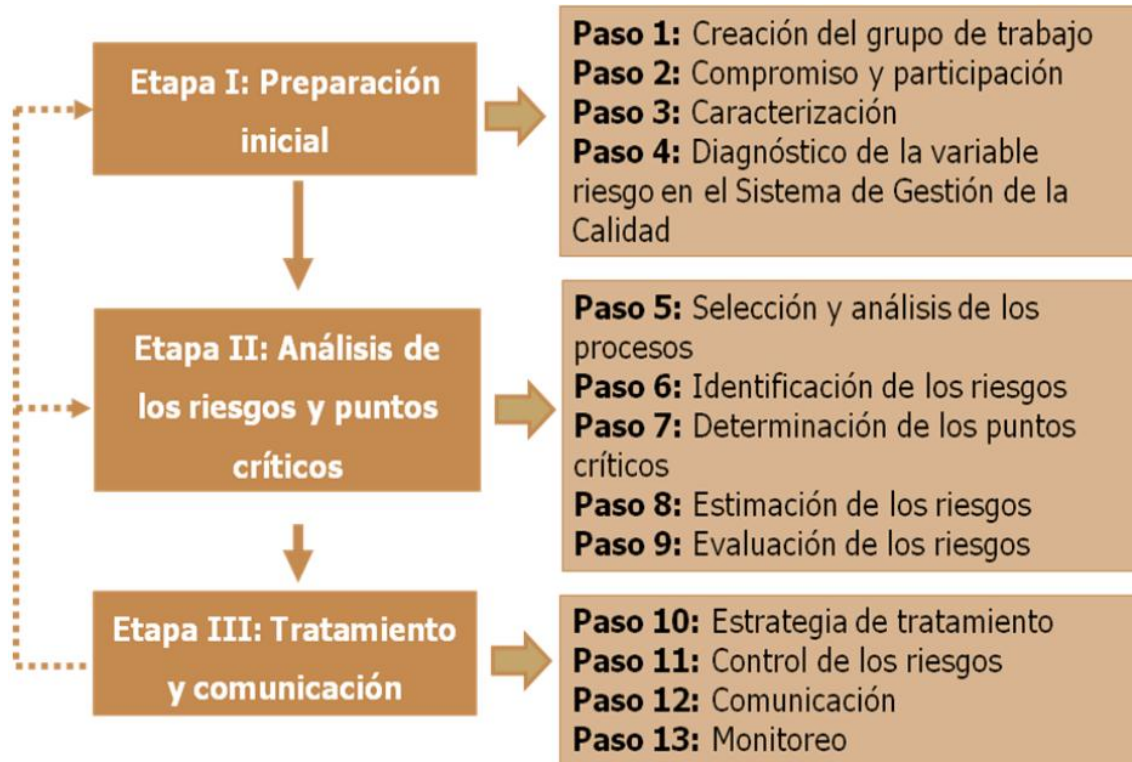 Etapa I: Preparación
inicial
Paso 1: Creación del grupo de trabajo
Paso 2: Compromiso y participación
Paso 3: Caracterización
Paso 4: Diagnóstico de la variable
riesgo en el Sistema de Gestión de la
Calidad
Etapa II: Análisis de
los riesgos y puntos
críticos
Paso 5: Selección y análisis de los
procesos
Paso 6: Identificación de los riesgos
Paso 7: Determinación de los puntos
críticos
Paso 8: Estimación de los riesgos
Paso 9: Evaluación de los riesgos
Etapa III: Tratamiento
y comunicación
Paso 10: Estrategia de tratamiento
Paso 11: Control de los riesgos
Paso 12: Comunicación
Paso 13: Monitoreo